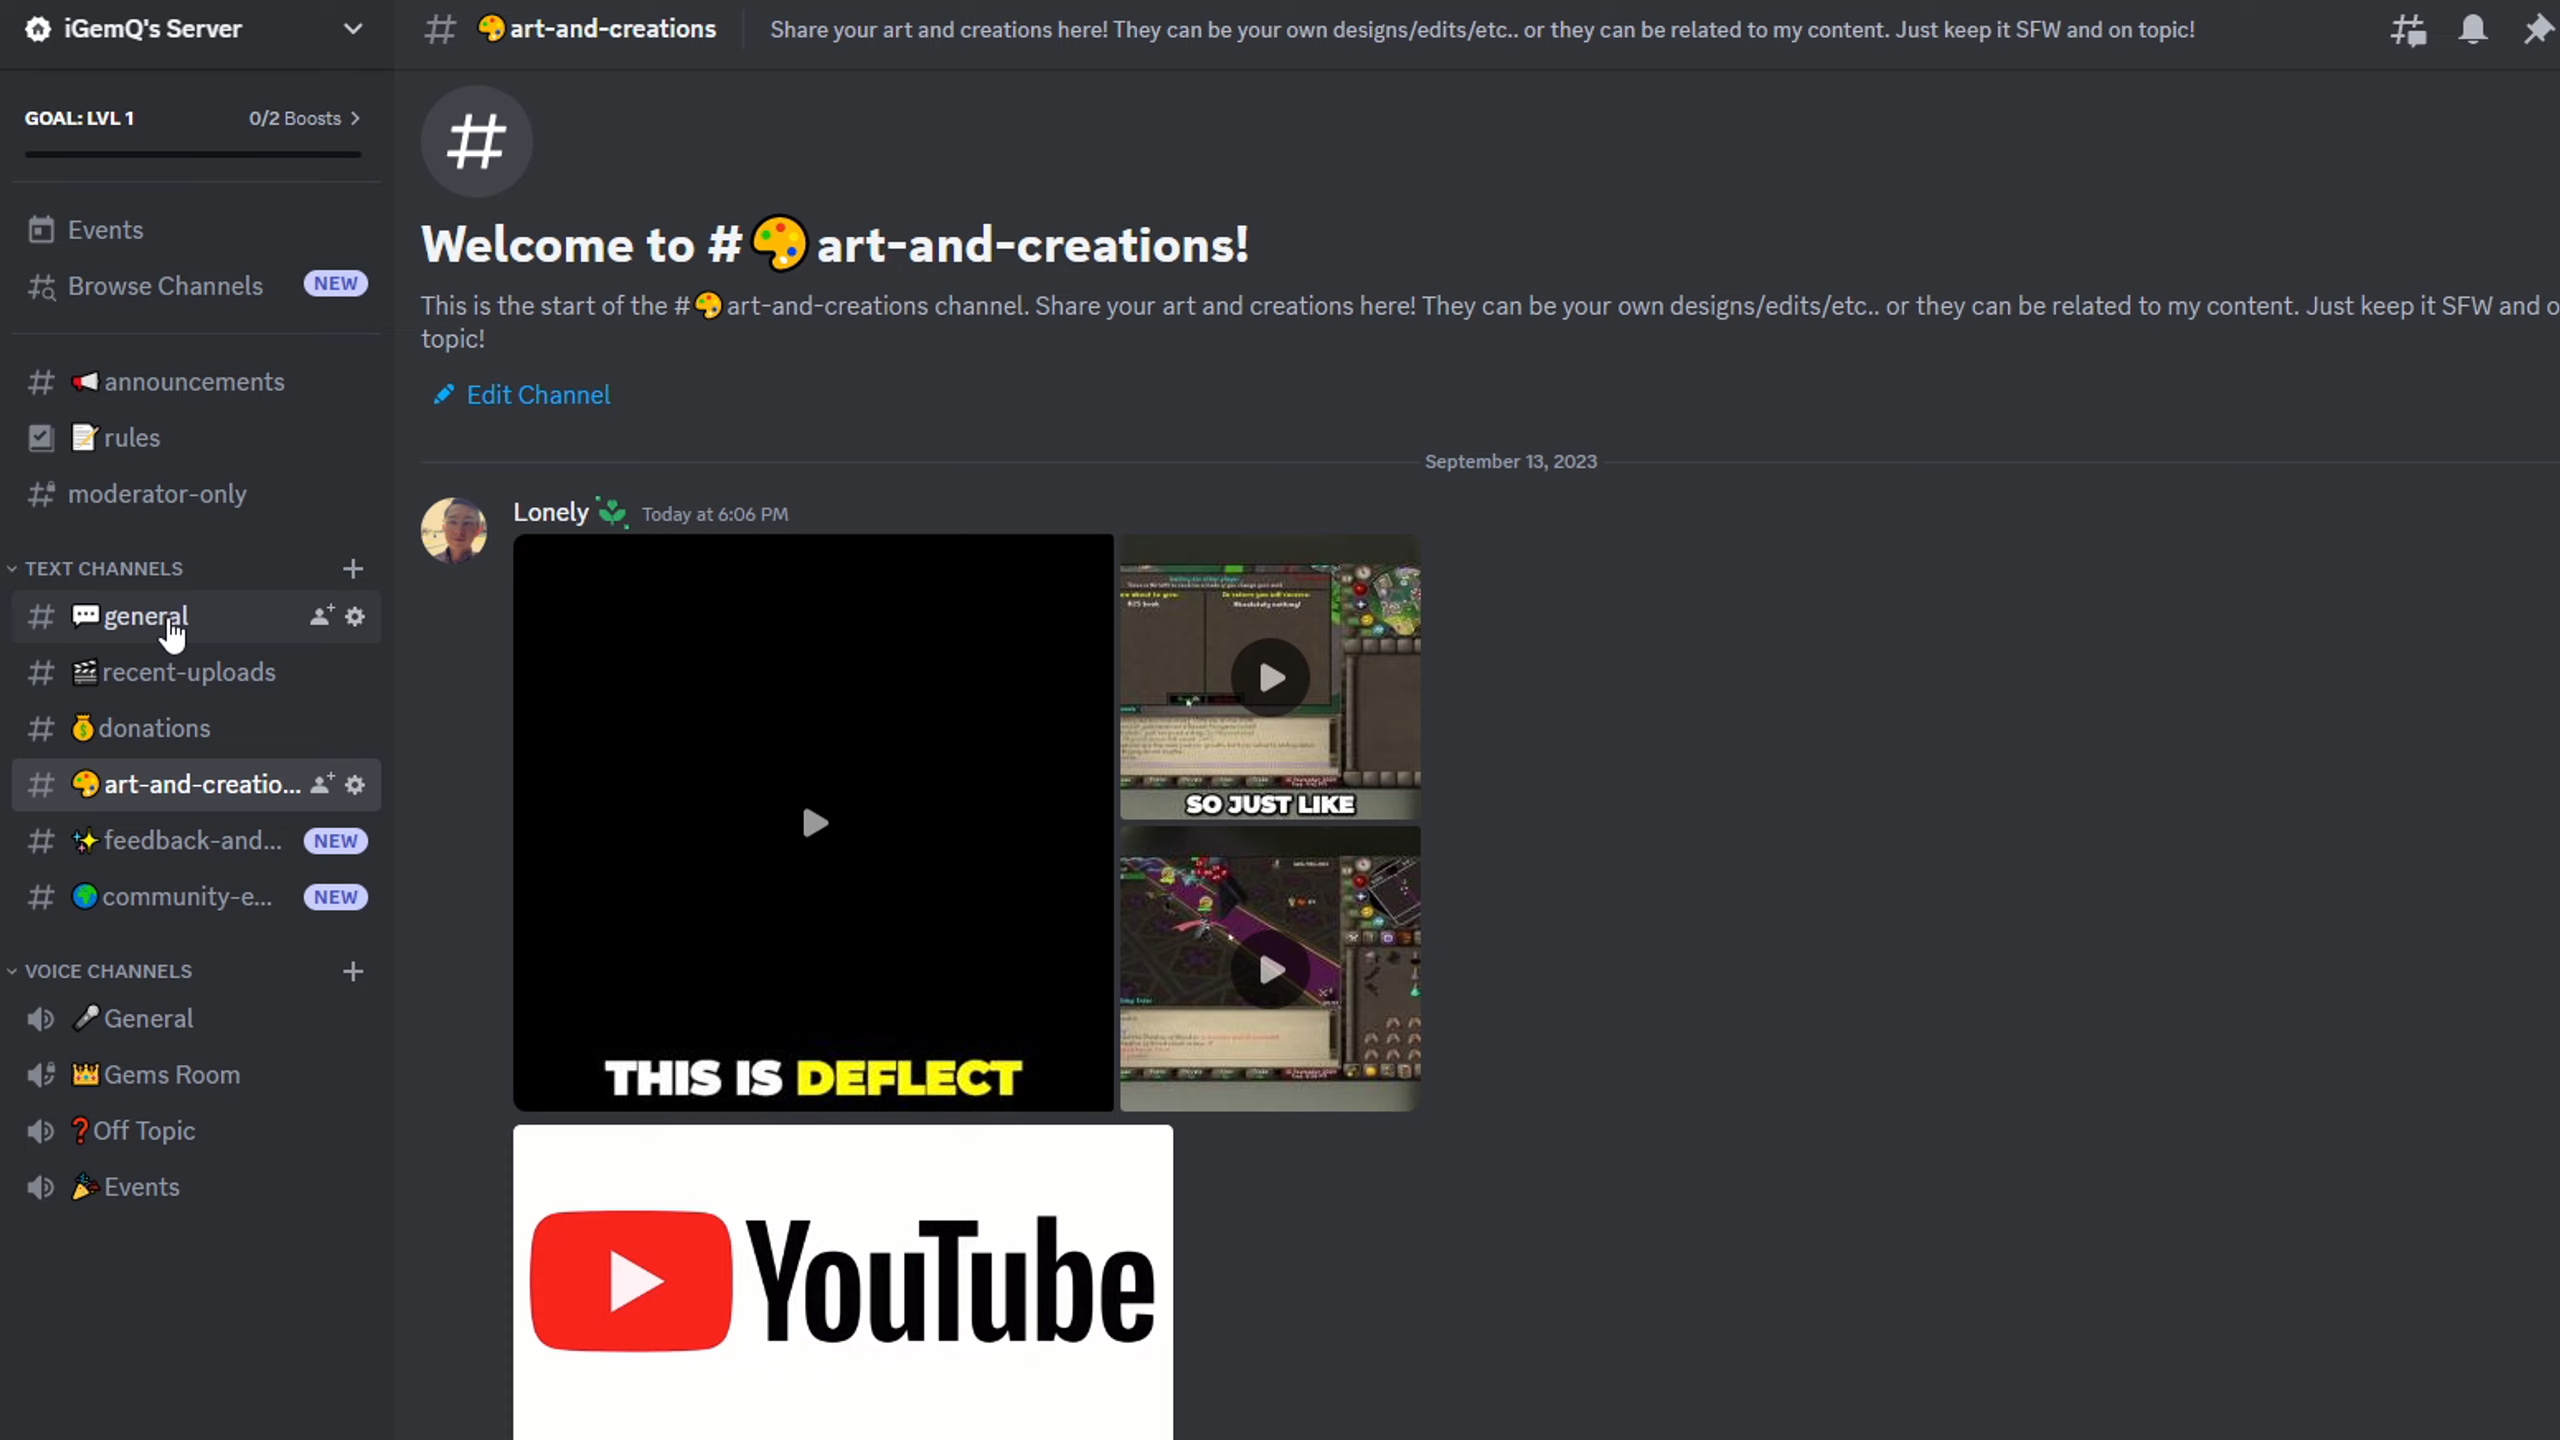 iGemQ's Server
GOAL: LVL 1
0/2 Boosts
Events
Browse Channels
NEW
announcements
rules
moderator-only
TEXT CHANNELS
general
recent-uploads
donations
art-and-creatio...
feedback-and...
NEW
community-e...
NEW
VOICE CHANNELS
General
Gems Room
Off Topic
Events
art-and-creations
Share your art and creations here! They can be your own designs/edits/etc.. or they can be related to my content. Just keep it SFW and on topic!
Welcome to #🎨art-and-creations!
This is the start of the #🎨art-and-creations channel. Share your art and creations here! They can be your own designs/edits/etc.. or they can be related to my content. Just keep it SFW and o
topic!
Edit Channel
September 13, 2023
Lonely
Today at 6:06 PM
THIS IS DEFLECT
Absolutely nothing!
SO JUST LIKE
YouTube